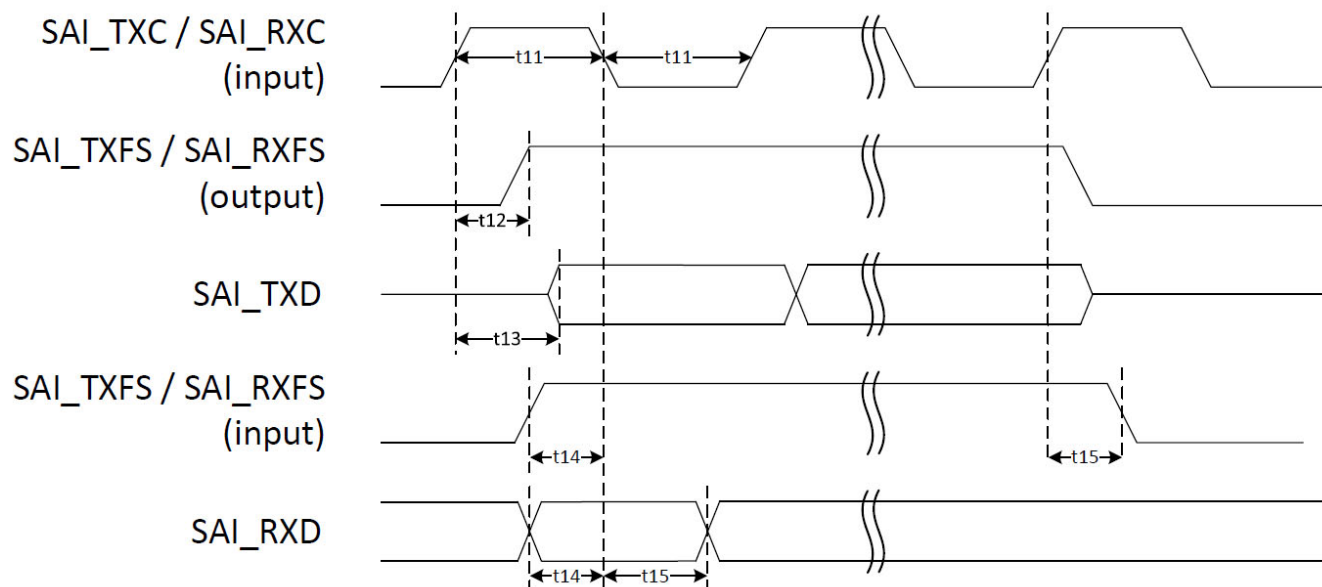 SAI_TXC / SAI_RXC
(input)
t11
t11
SAI_TXFS / SAI_RXFS
(output)
t12
SAI_TXD
t13
SAI_TXFS / SAI_RXFS
(input)
t14
t15
SAI_RXD
t14
t15